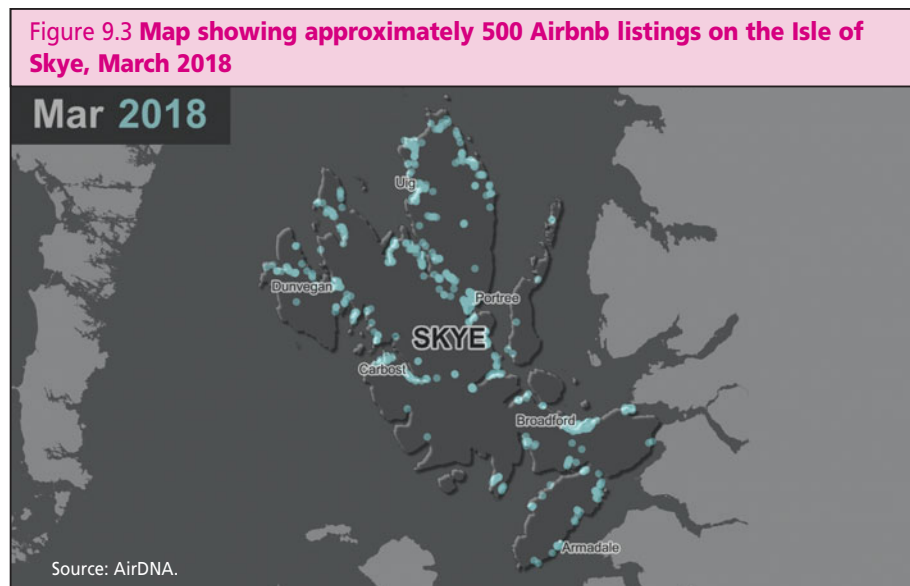 Figure 9.3 Map showing approximately 500 Airbnb listings on the Isle of
Skye, March 2018
Mar 2018
Uig
Dunvegan
Portree
SKYE
Carbost
Broadford
Armadale
Source: AirDNA.